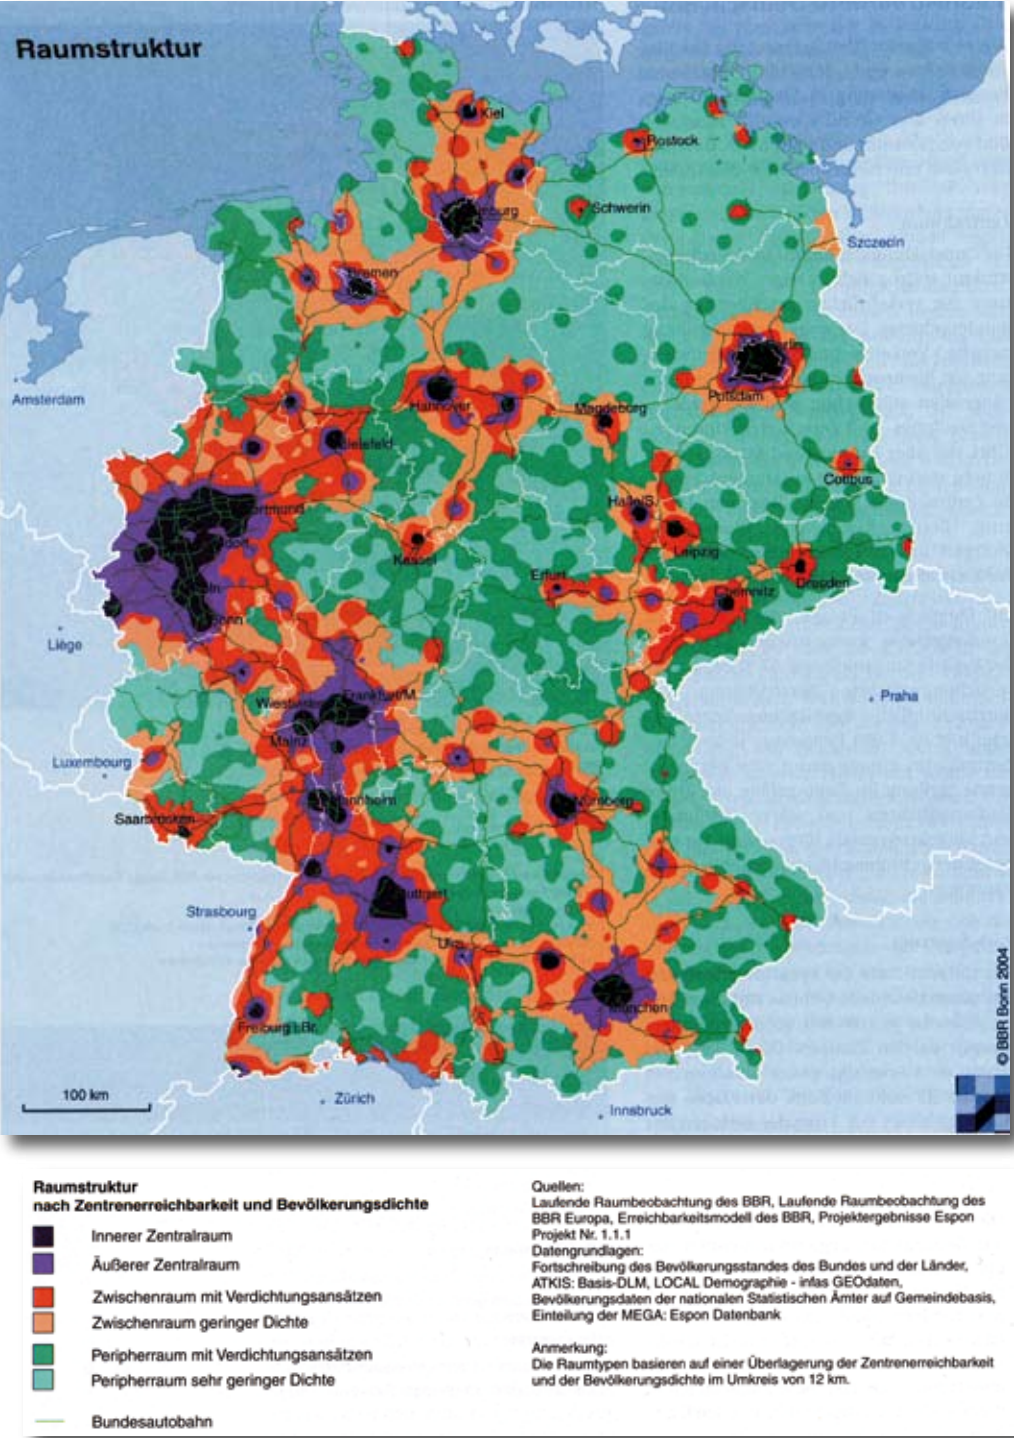 Raumstruktur
Kiel
Rostock
Schwerin
Szczecin
Bremen
Berlin
Amsterdam
Hannover
Potsdam
Magdeburg
Bielefeld
Cottbus
Halle/S.
Dortmund
Leipzig
Kassel
Erfurt
Dresden
Chemnitz
Köln
Bonn
Liège
Praha
Frankfurt/M.
Wiesbaden
Mainz
Luxembourg
Mannheim
Nürnberg
Saarbrücken
Stuttgart
Strasbourg
Ulm
München
Freiburg i.Br.
© BBR Bonn 2004
100 km
Zürich
Innsbruck
Raumstruktur
nach Zentrenerreichbarkeit und Bevölkerungsdichte
Innerer Zentralraum
Äußerer Zentralraum
Zwischenraum mit Verdichtungsansätzen
Zwischenraum geringer Dichte
Peripherraum mit Verdichtungsansätzen
Peripherraum sehr geringer Dichte
Bundesautobahn
Quellen:
Laufende Raumbeobachtung des BBR, Laufende Raumbeobachtung des
BBR Europa, Erreichbarkeitsmodell des BBR, Projektergebnisse Espon
Projekt Nr. 1.1.1
Datengrundlagen:
Fortschreibung des Bevölkerungsstandes des Bundes und der Länder,
ATKIS: Basis-DLM, LOCAL Demographie - infas GEOdaten,
Bevölkerungsdaten der nationalen Statistischen Ämter auf Gemeindebasis,
Einteilung der MEGA: Espon Datenbank
Anmerkung:
Die Raumtypen basieren auf einer Überlagerung der Zentrenerreichbarkeit
und der Bevölkerungsdichte im Umkreis von 12 km.